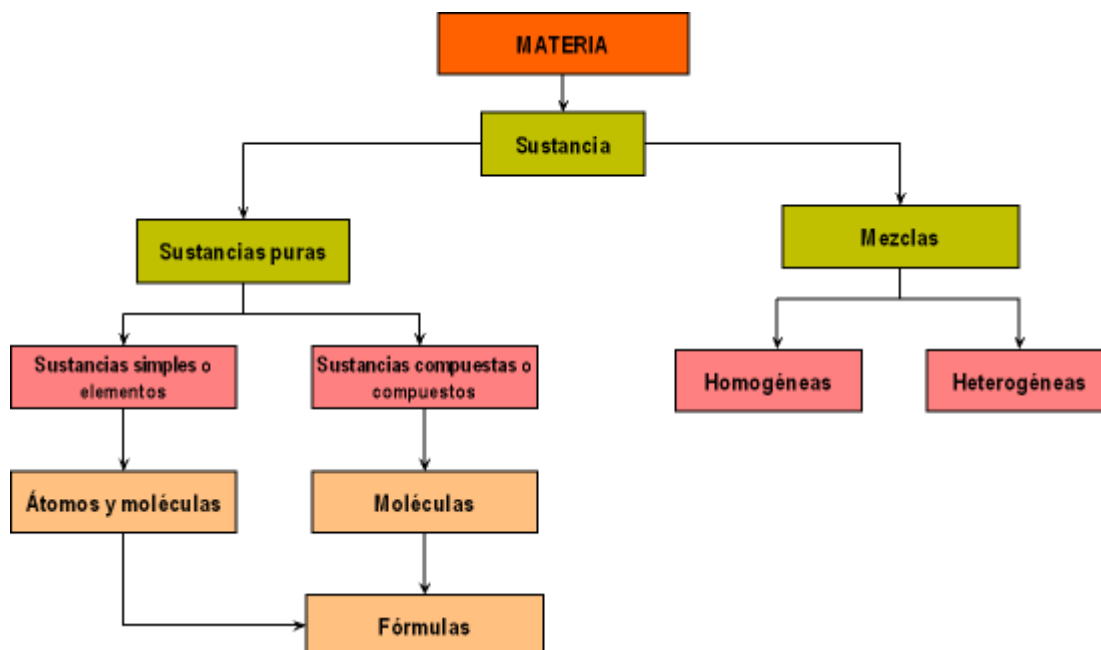 MATERIA
Sustancia
Sustancias puras
Mezclas
Sustancias simples o
elementos
Sustancias compuestas o
compuestos
Homogéneas
Heterogéneas
Átomos y moléculas
Moléculas
Fórmulas